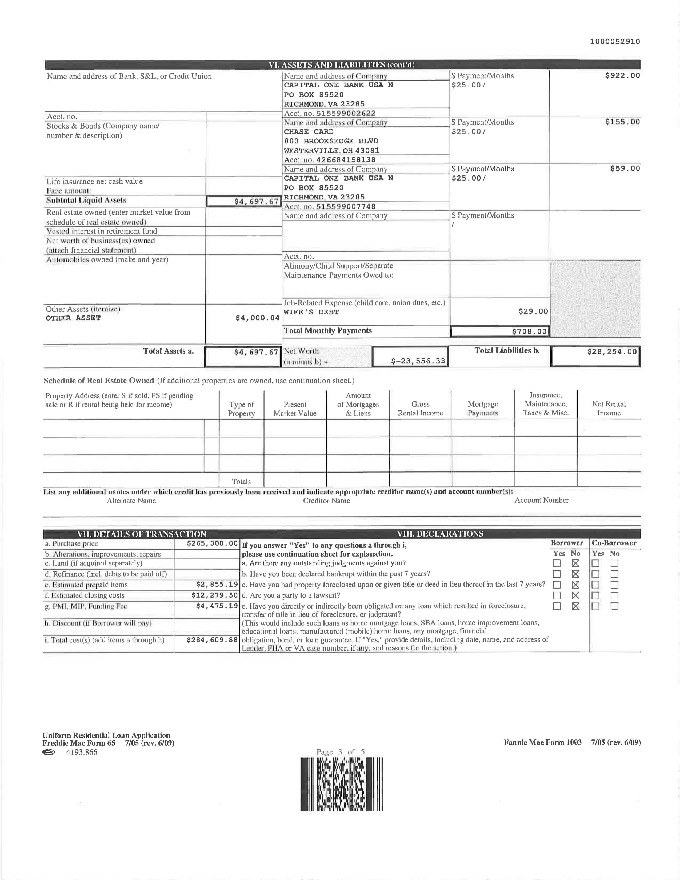 1000052910
VI. ASSETS AND LIABILITIES (cont'd)
Name and address of Bank, S&L, or Credit Union
Name and address of Company
$ Payment/Months
$922.00
CAPITAL ONE BANK USA N
$25.00/
PO BOX 85520
RICHMOND, VA 23285
Acct. no.
Acct. no. 515599002622
Stocks & Bonds (Company name/
number & description)
Name and address of Company
$ Payment/Months
$155.00
CHASE CARD
$25.00/
800 BROOKSEDGE BLVD
WESTERVILLE, OH 43081
Acct. no. 426684158138
Name and address of Company
$ Payment/Months
$59.00
Life insurance net cash value
CAPITAL ONE BANK USA N
$25.00/
Face amount:
PO BOX 85520
Subtotal Liquid Assets
$4,697.67
RICHMOND, VA 23285
Acct. no. 515599007748
Real estate owned (enter market value from
schedule of real estate owned)
Name and address of Company
$ Payment/Months
/
Vested interest in retirement fund
Net worth of business(es) owned
(attach financial statement)
Acct. no.
Automobiles owned (make and year)
Alimony/Child Support/Separate
Maintenance Payments Owed to:
Other Assets (itemize)
OTHER ASSET
$4,000.04
Job-Related Expense (child care, union dues, etc.)
WIFE'S DEBT
$29.00
Total Monthly Payments
$708.00
Total Assets a.
$4,697.67
Net Worth
(a minus b) =
$-23,556.33
Total Liabilities b.
$28,254.00
Schedule of Real Estate Owned (If additional properties are owned, use continuation sheet.)
Property Address (enter S if sold, PS if pending
sale or R if rental being held for income)
Type of
Property
Present
Market Value
Amount
of Mortgages
& Liens
Gross
Rental Income
Mortgage
Payments
Insurance,
Maintenance,
Taxes & Misc.
Net Rental
Income
Totals
List any additional names under which credit has previously been received and indicate appropriate creditor name(s) and account number(s):
Alternate Name
Creditor Name
Account Number
VII. DETAILS OF TRANSACTION
VIII. DECLARATIONS
a. Purchase price
$265,000.00
b. Alterations, improvements, repairs
c. Land (if acquired separately)
d. Refinance (incl. debts to be paid off)
e. Estimated prepaid items
$2,855.19
f. Estimated closing costs
$12,279.50
g. PMI, MIP, Funding Fee
$4,475.19
h. Discount (if Borrower will pay)
i. Total cost(s) (add items a through h)
$284,609.88
If you answer "Yes" to any questions a through i,
please use continuation sheet for explanation.
Borrower
Co-Borrower
Yes No
Yes No
a. Are there any outstanding judgments against you?
b. Have you been declared bankrupt within the past 7 years?
c. Have you had property foreclosed upon or given title or deed in lieu thereof in the last 7 years?
d. Are you a party to a lawsuit?
e. Have you directly or indirectly been obligated on any loan which resulted in foreclosure,
transfer of title in lieu of foreclosure, or judgment?
(This would include such loans as home mortgage loans, SBA loans, home improvement loans,
educational loans, manufactured (mobile) home loans, any mortgage, financial
obligation, bond, or loan guarantee. If "Yes," provide details, including date, name, and address of
Lender, FHA or VA case number, if any, and reasons for the action.)
Uniform Residential Loan Application
Freddie Mac Form 65 7/05 (rev. 6/09)
4193.866
Page 3 of 5
Fannie Mae Form 1003 7/05 (rev. 6/09)